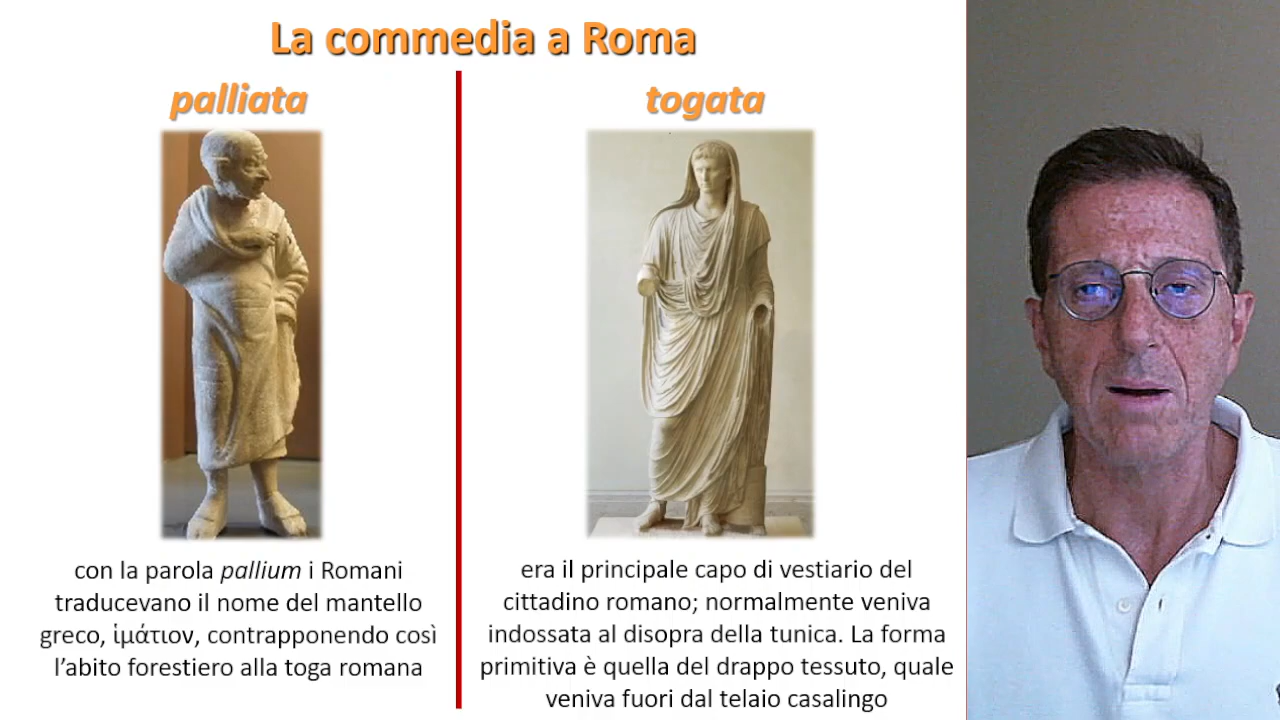 La commedia a Roma
palliata
con la parola pallium i Romani
traducevano il nome del mantello
greco, ἱμάτιον, contrapponendo così
l’abito forestiero alla toga romana
togata
era il principale capo di vestiario del
cittadino romano; normalmente veniva
indossata al disopra della tunica. La forma
primitiva è quella del drappo tessuto, quale
veniva fuori dal telaio casalingo